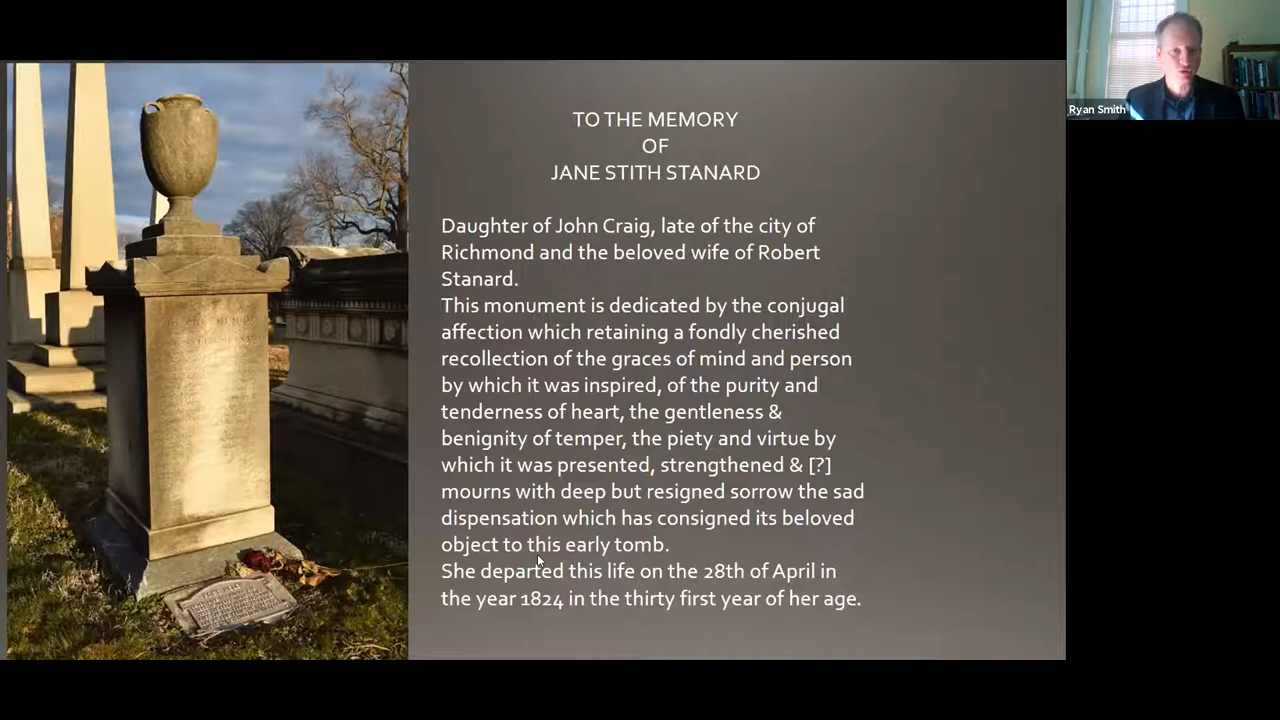 TO THE MEMORY
OF
JANE STITH STANARD
Daughter of John Craig, late of the city of
Richmond and the beloved wife of Robert
Stanard.
This monument is dedicated by the conjugal
affection which retaining a fondly cherished
recollection of the graces of mind and person
by which it was inspired, of the purity and
tenderness of heart, the gentleness &
benignity of temper, the piety and virtue by
which it was presented, strengthened & [?]
mourns with deep but resigned sorrow the sad
dispensation which has consigned its beloved
object to this early tomb.
She departed this life on the 28th of April in
the year 1824 in the thirty first year of her age.
Ryan Smith